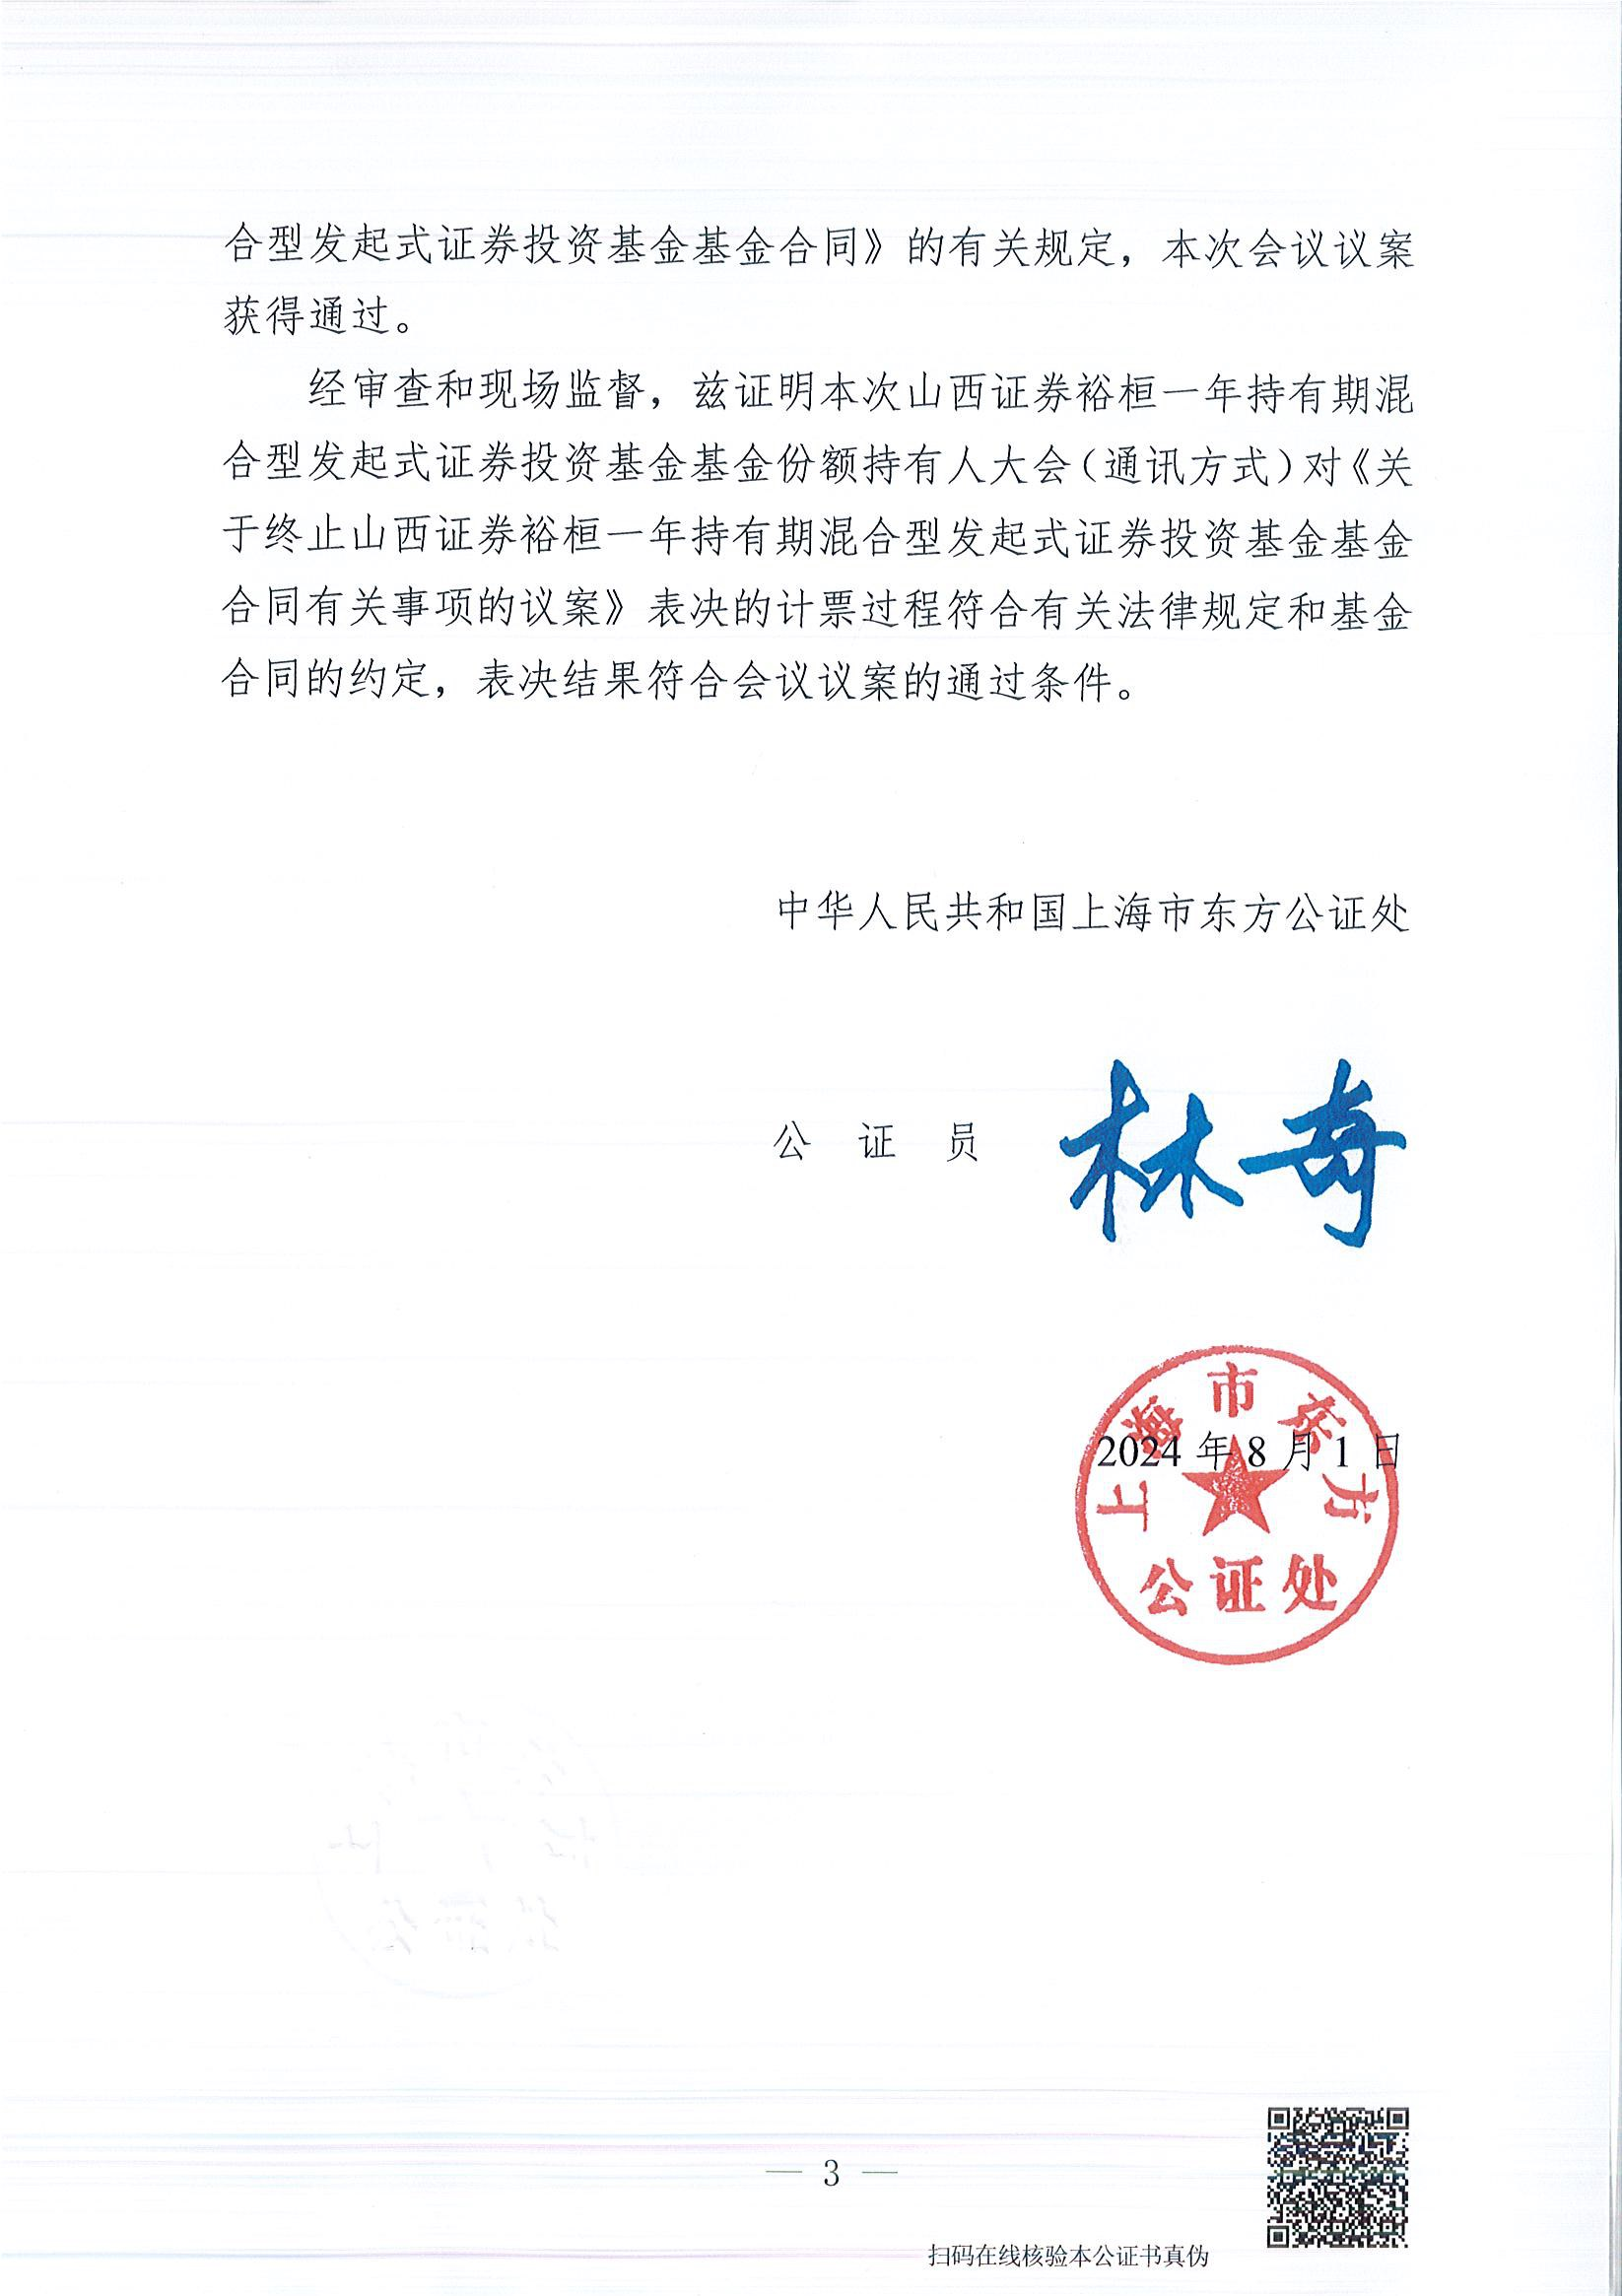 合型发起式证券投资基金基金合同》的有关规定，本次会议议案
获得通过。
经审查和现场监督，兹证明本次山西证券裕桓一年持有期混
合型发起式证券投资基金基金份额持有人大会（通讯方式）对《关
于终止山西证券裕桓一年持有期混合型发起式证券投资基金基金
合同有关事项的议案》表决的计票过程符合有关法律规定和基金
合同的约定，表决结果符合会议议案的通过条件。
中华人民共和国上海市东方公证处
公 证 员 林奇
上海市东方
2024 年 8 月 1 日
公证处
— 3 —
扫码在线核验本公证书真伪